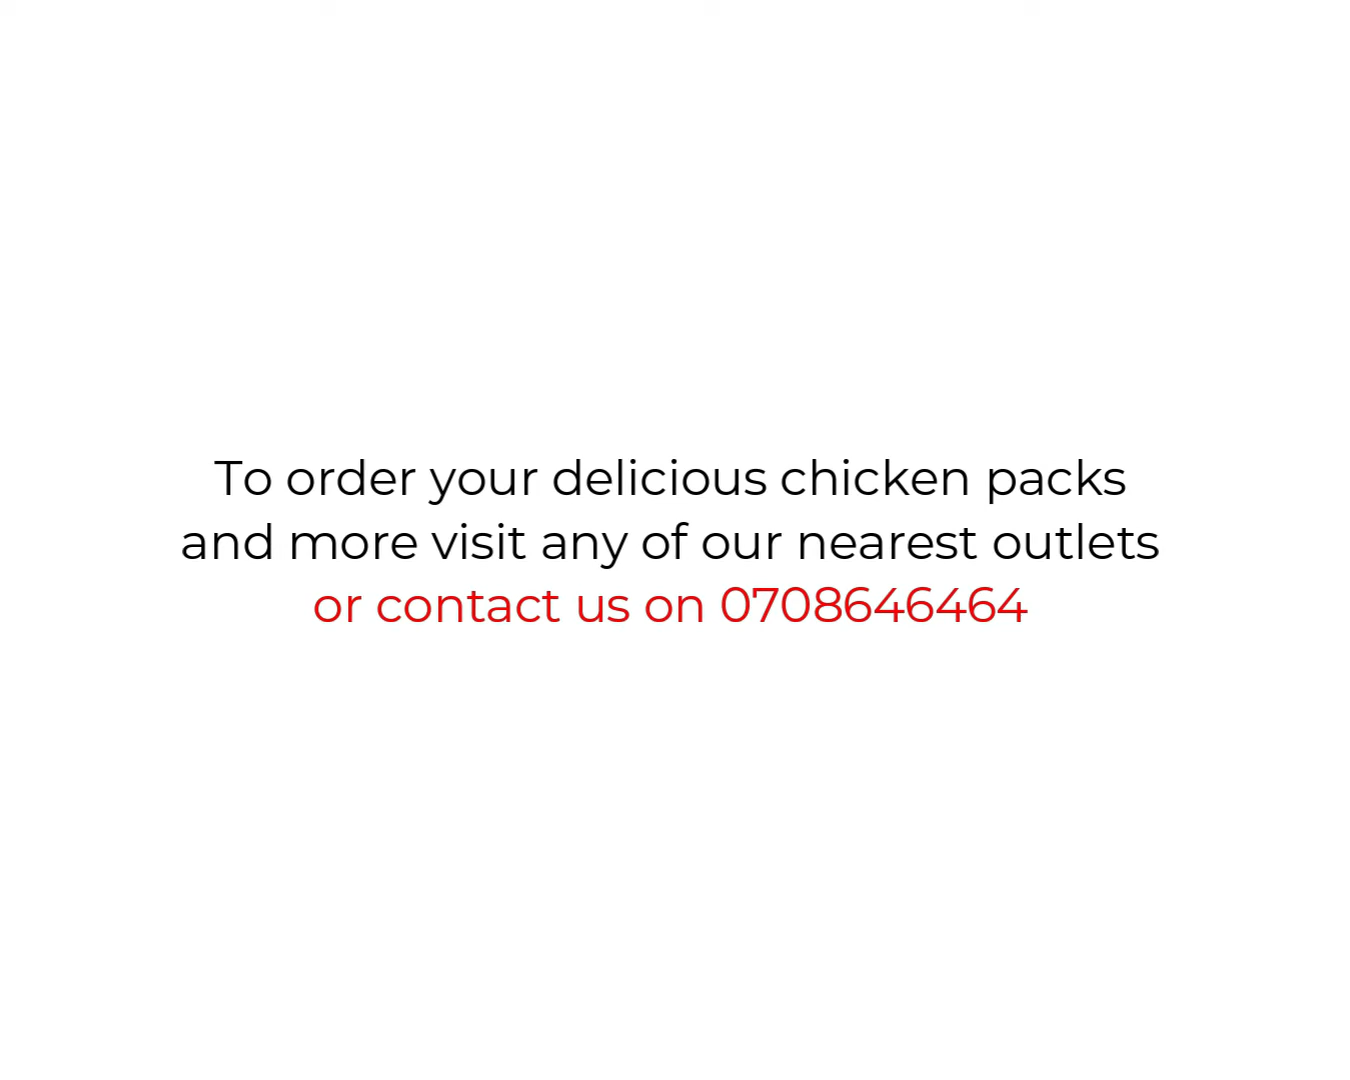 To order your delicious chicken packs
and more visit any of our nearest outlets
or contact us on 0708646464